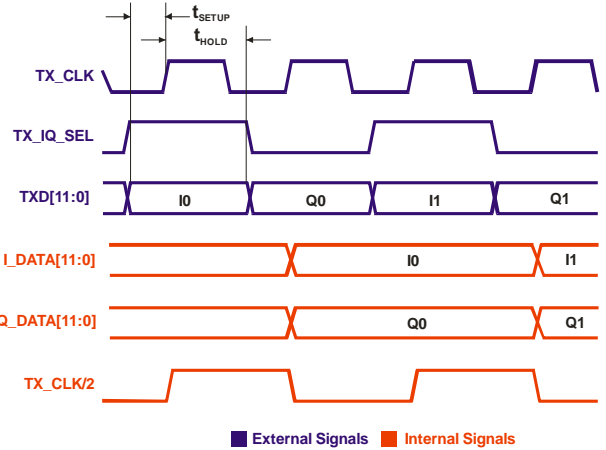 tSETUP
tHOLD
TX_CLK
TX_IQ_SEL
TXD[11:0] I0 Q0 I1 Q1
I_DATA[11:0] I0 I1
Q_DATA[11:0] Q0 Q1
TX_CLK/2
External Signals Internal Signals